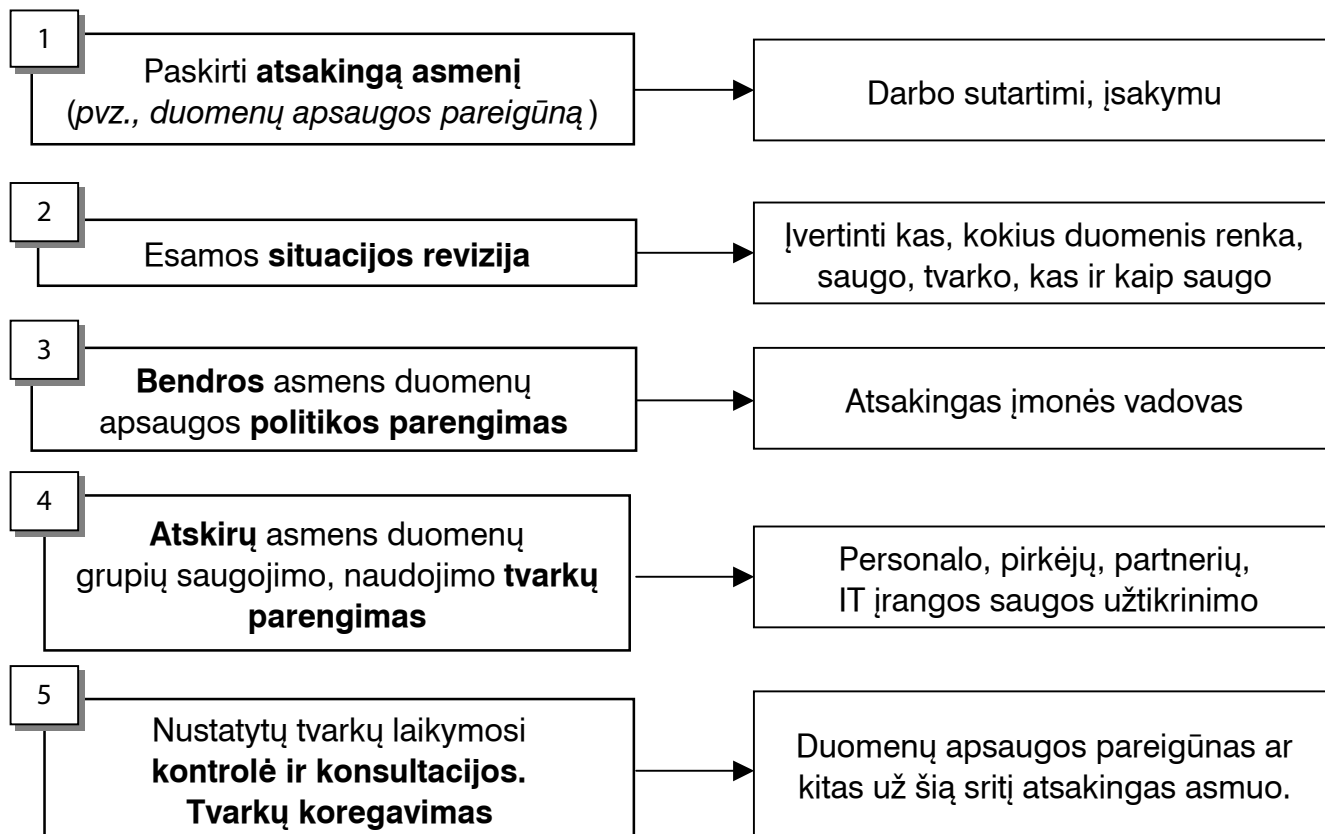 1
Paskirti atsakingą asmenį
(pvz., duomenų apsaugos pareigūną)
Darbo sutartimi, įsakymu
2
Esamos situacijos revizija
Įvertinti kas, kokius duomenis renka,
saugo, tvarko, kas ir kaip saugo
3
Bendros asmens duomenų
apsaugos politikos parengimas
Atsakingas įmonės vadovas
4
Atskirų asmens duomenų
grupių saugojimo, naudojimo tvarkų
parengimas
Personalo, pirkėjų, partnerių,
IT įrangos saugos užtikrinimo
5
Nustatytų tvarkų laikymosi
kontrolė ir konsultacijos.
Tvarkų koregavimas
Duomenų apsaugos pareigūnas ar
kitas už šią sritį atsakingas asmuo.